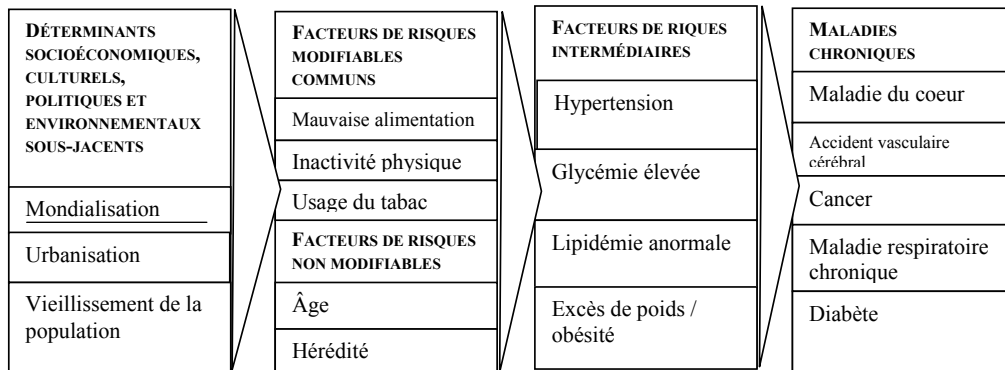 DÉTERMINANTS
SOCIOÉCONOMIQUES,
CULTURELS,
POLITIQUES ET
ENVIRONNEMENTAUX
SOUS-JACENTS
Mondialisation
Urbanisation
Vieillissement de la
population
FACTEURS DE RISQUES
MODIFIABLES
COMMUNS
Mauvaise alimentation
Inactivité physique
Usage du tabac
FACTEURS DE RISQUES
NON MODIFIABLES
Âge
Hérédité
FACTEURS DE RIQUES
INTERMÉDIAIRES
Hypertension
Glycémie élevée
Lipidémie anormale
Excès de poids /
obésité
MALADIES
CHRONIQUES
Maladie du coeur
Accident vasculaire
cérébral
Cancer
Maladie respiratoire
chronique
Diabète